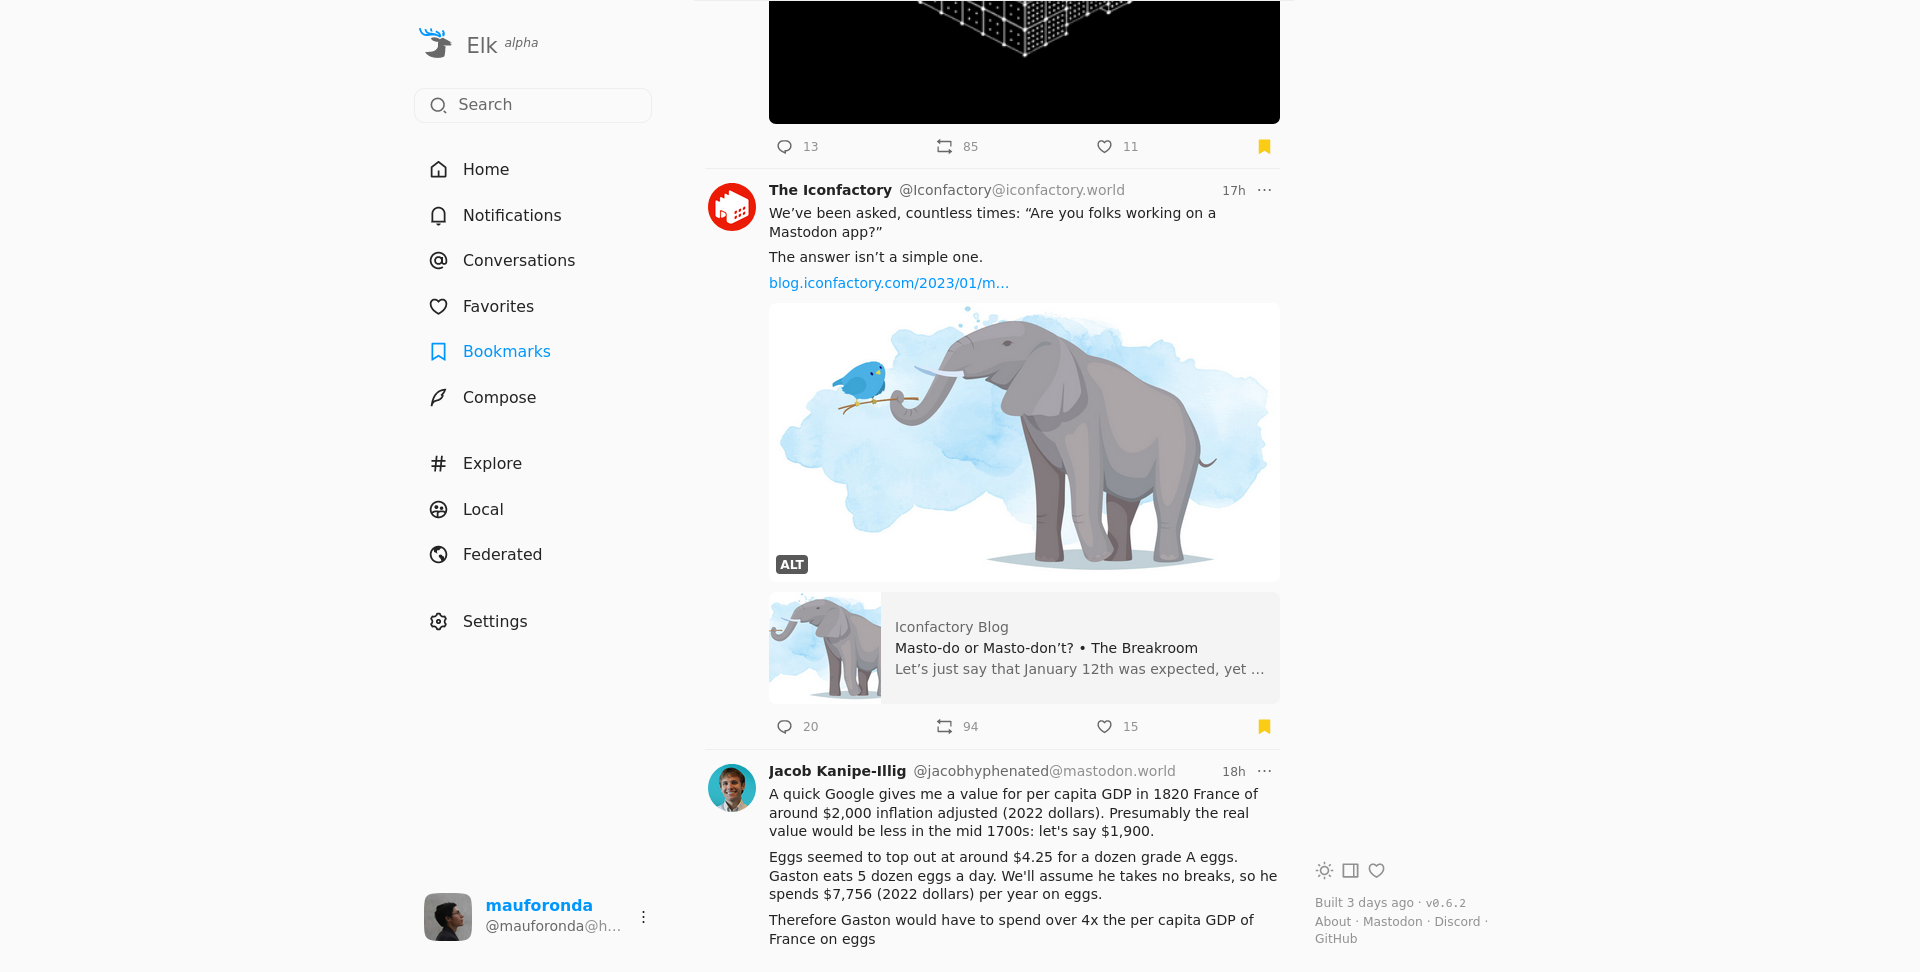 Elk alpha
Search
Home
Notifications
Conversations
Favorites
Bookmarks
Compose
Explore
Local
Federated
Settings
mauforonda
@mauforonda@h...
13 85 11
The Iconfactory @Iconfactory@iconfactory.world 17h
We’ve been asked, countless times: “Are you folks working on a
Mastodon app?”
The answer isn’t a simple one.
blog.iconfactory.com/2023/01/m…
ALT
Iconfactory Blog
Masto-do or Masto-don’t? • The Breakroom
Let’s just say that January 12th was expected, yet …
20 94 15
Jacob Kanipe-Illig @jacobhyphenated@mastodon.world 18h
A quick Google gives me a value for per capita GDP in 1820 France of
around $2,000 inflation adjusted (2022 dollars). Presumably the real
value would be less in the mid 1700s: let's say $1,900.
Eggs seemed to top out at around $4.25 for a dozen grade A eggs.
Gaston eats 5 dozen eggs a day. We'll assume he takes no breaks, so he
spends $7,756 (2022 dollars) per year on eggs.
Therefore Gaston would have to spend over 4x the per capita GDP of
France on eggs
Built 3 days ago · v0.6.2
About · Mastodon · Discord ·
GitHub